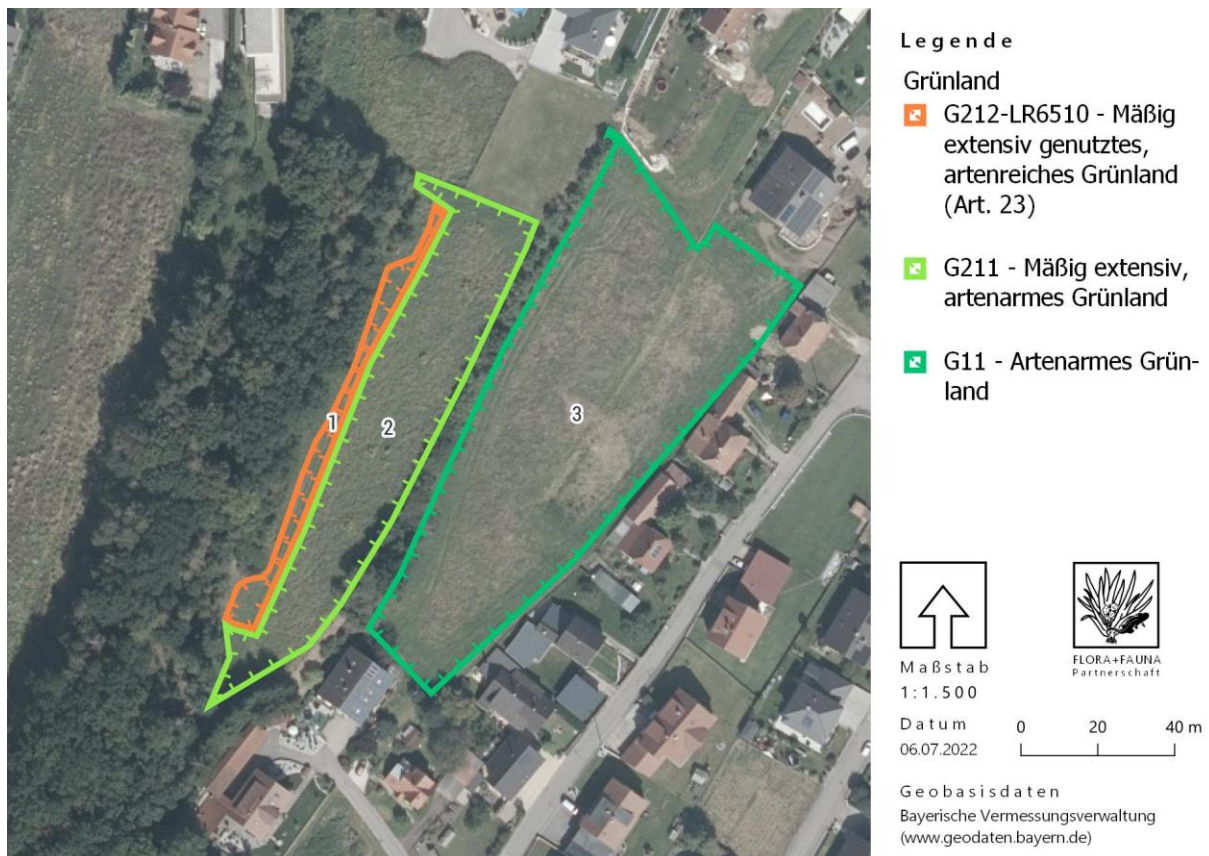 Legende
Grünland
G212-LR6510 - Mäßig
extensiv genutztes,
artenreiches Grünland
(Art. 23)
G211 - Mäßig extensiv,
artenarmes Grünland
G11 - Artenarmes Grün-
land
1
2
3
Maßstab
1:1.500
FLORA+FAUNA
Partnerschaft
Datum
06.07.2022
0 20 40 m
Geobasisdaten
Bayerische Vermessungsverwaltung
(www.geodaten.bayern.de)